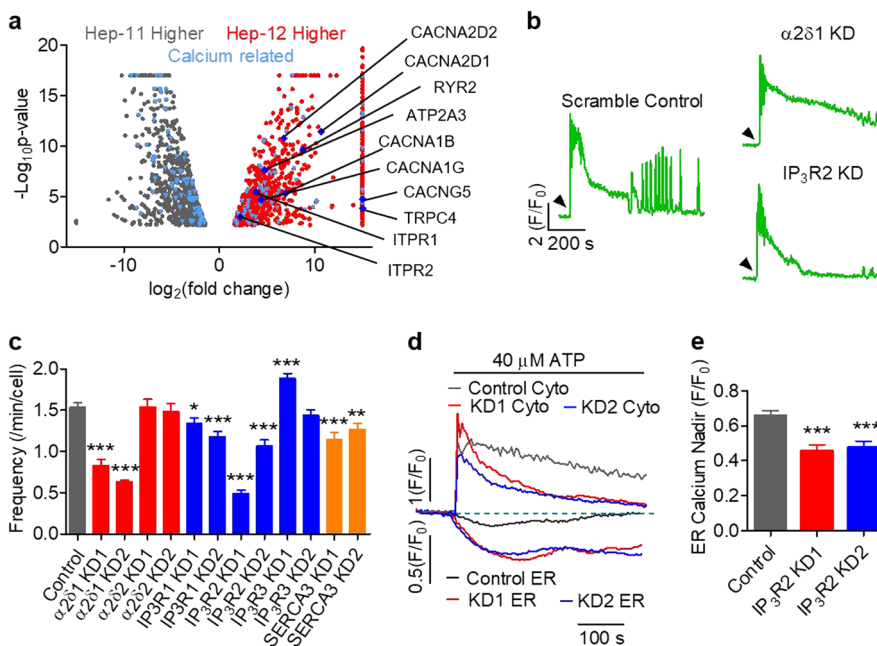 a
Hep-11 Higher
Hep-12 Higher
Calcium related
20
15
10
5
0
-Log10p-value
-10
0
10
log2(fold change)
CACNA2D2
CACNA2D1
RYR2
ATP2A3
CACNA1B
CACNA1G
CACNG5
TRPC4
ITPR1
ITPR2
b
Scramble Control
2 (F/F0)
200 s
α2δ1 KD
IP3R2 KD
c
Frequency (/min/cell)
2.0
1.5
1.0
0.5
0.0
***
***
*
***
***
***
***
***
**
Control
α2δ1 KD1
α2δ1 KD2
α2δ2 KD1
α2δ2 KD2
IP3R1 KD1
IP3R1 KD2
IP3R2 KD1
IP3R2 KD2
IP3R3 KD1
IP3R3 KD2
SERCA3 KD1
SERCA3 KD2
d
40 μM ATP
Control Cyto
KD1 Cyto
KD2 Cyto
1(F/F0)
0.5(F/F0)
Control ER
KD1 ER
KD2 ER
100 s
e
ER Calcium Nadir (F/F0)
0.8
0.6
0.4
0.2
0.0
***
***
Control
IP3R2 KD1
IP3R2 KD2